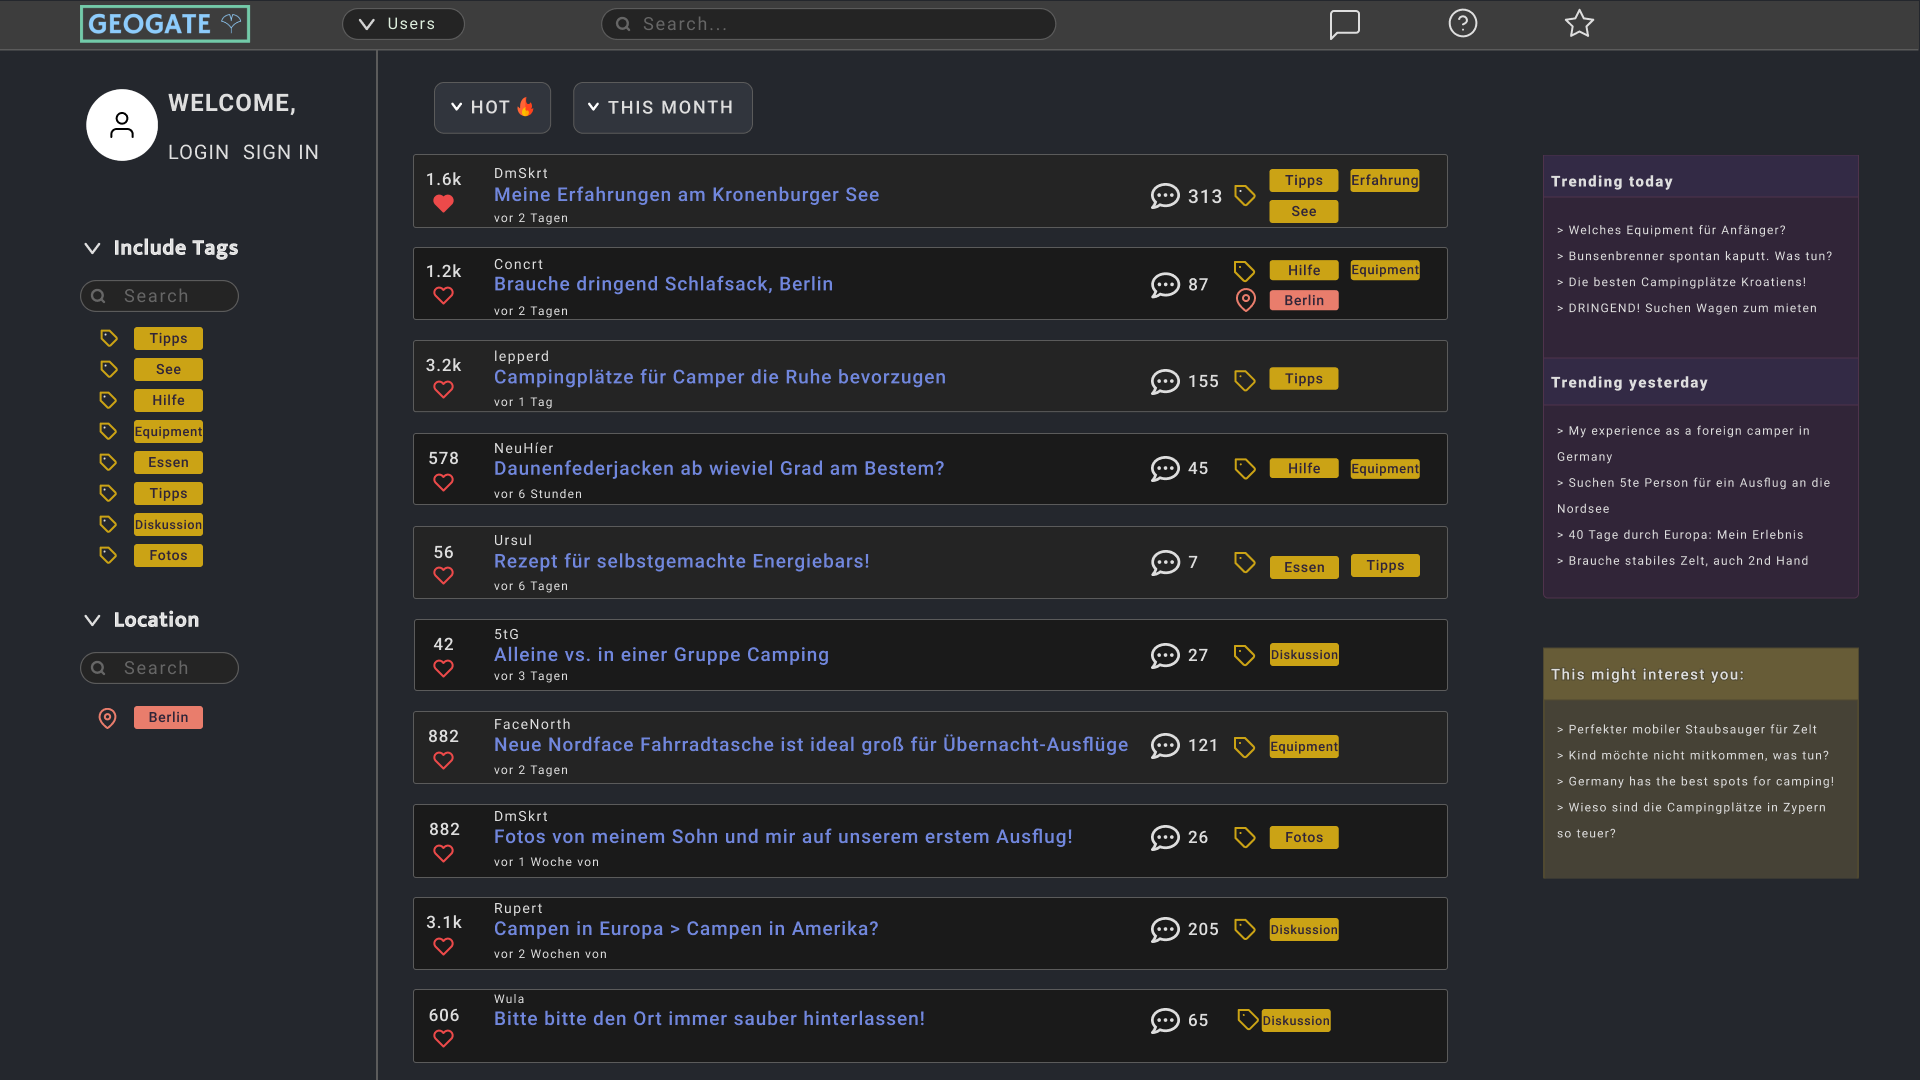 GEOGATE
Users
Search...
WELCOME,
LOGIN SIGN IN
Include Tags
Search
Tipps
See
Hilfe
Equipment
Essen
Tipps
Diskussion
Fotos
Location
Search
Berlin
HOT
THIS MONTH
1.6k
DmSkrt
Meine Erfahrungen am Kronenburger See
vor 2 Tagen
313
Tipps Erfahrung
See
1.2k
Concrt
Brauche dringend Schlafsack, Berlin
vor 2 Tagen
87
Hilfe Equipment
Berlin
3.2k
lepperd
Campingplätze für Camper die Ruhe bevorzugen
vor 1 Tag
155
Tipps
578
NeuHíer
Daunenfederjacken ab wieviel Grad am Bestem?
vor 6 Stunden
45
Hilfe Equipment
56
Ursul
Rezept für selbstgemachte Energiebars!
vor 6 Tagen
7
Essen Tipps
42
5tG
Alleine vs. in einer Gruppe Camping
vor 3 Tagen
27
Diskussion
882
FaceNorth
Neue Nordface Fahrradtasche ist ideal groß für Übernacht-Ausflüge
vor 2 Tagen
121
Equipment
882
DmSkrt
Fotos von meinem Sohn und mir auf unserem erstem Ausflug!
vor 1 Woche von
26
Fotos
3.1k
Rupert
Campen in Europa > Campen in Amerika?
vor 2 Wochen von
205
Diskussion
606
Wula
Bitte bitte den Ort immer sauber hinterlassen!
65
Diskussion
Trending today
> Welches Equipment für Anfänger?
> Bunsenbrenner spontan kaputt. Was tun?
> Die besten Campingplätze Kroatiens!
> DRINGEND! Suchen Wagen zum mieten
Trending yesterday
> My experience as a foreign camper in
Germany
> Suchen 5te Person für ein Ausflug an die
Nordsee
> 40 Tage durch Europa: Mein Erlebnis
> Brauche stabiles Zelt, auch 2nd Hand
This might interest you:
> Perfekter mobiler Staubsauger für Zelt
> Kind möchte nicht mitkommen, was tun?
> Germany has the best spots for camping!
> Wieso sind die Campingplätze in Zypern
so teuer?